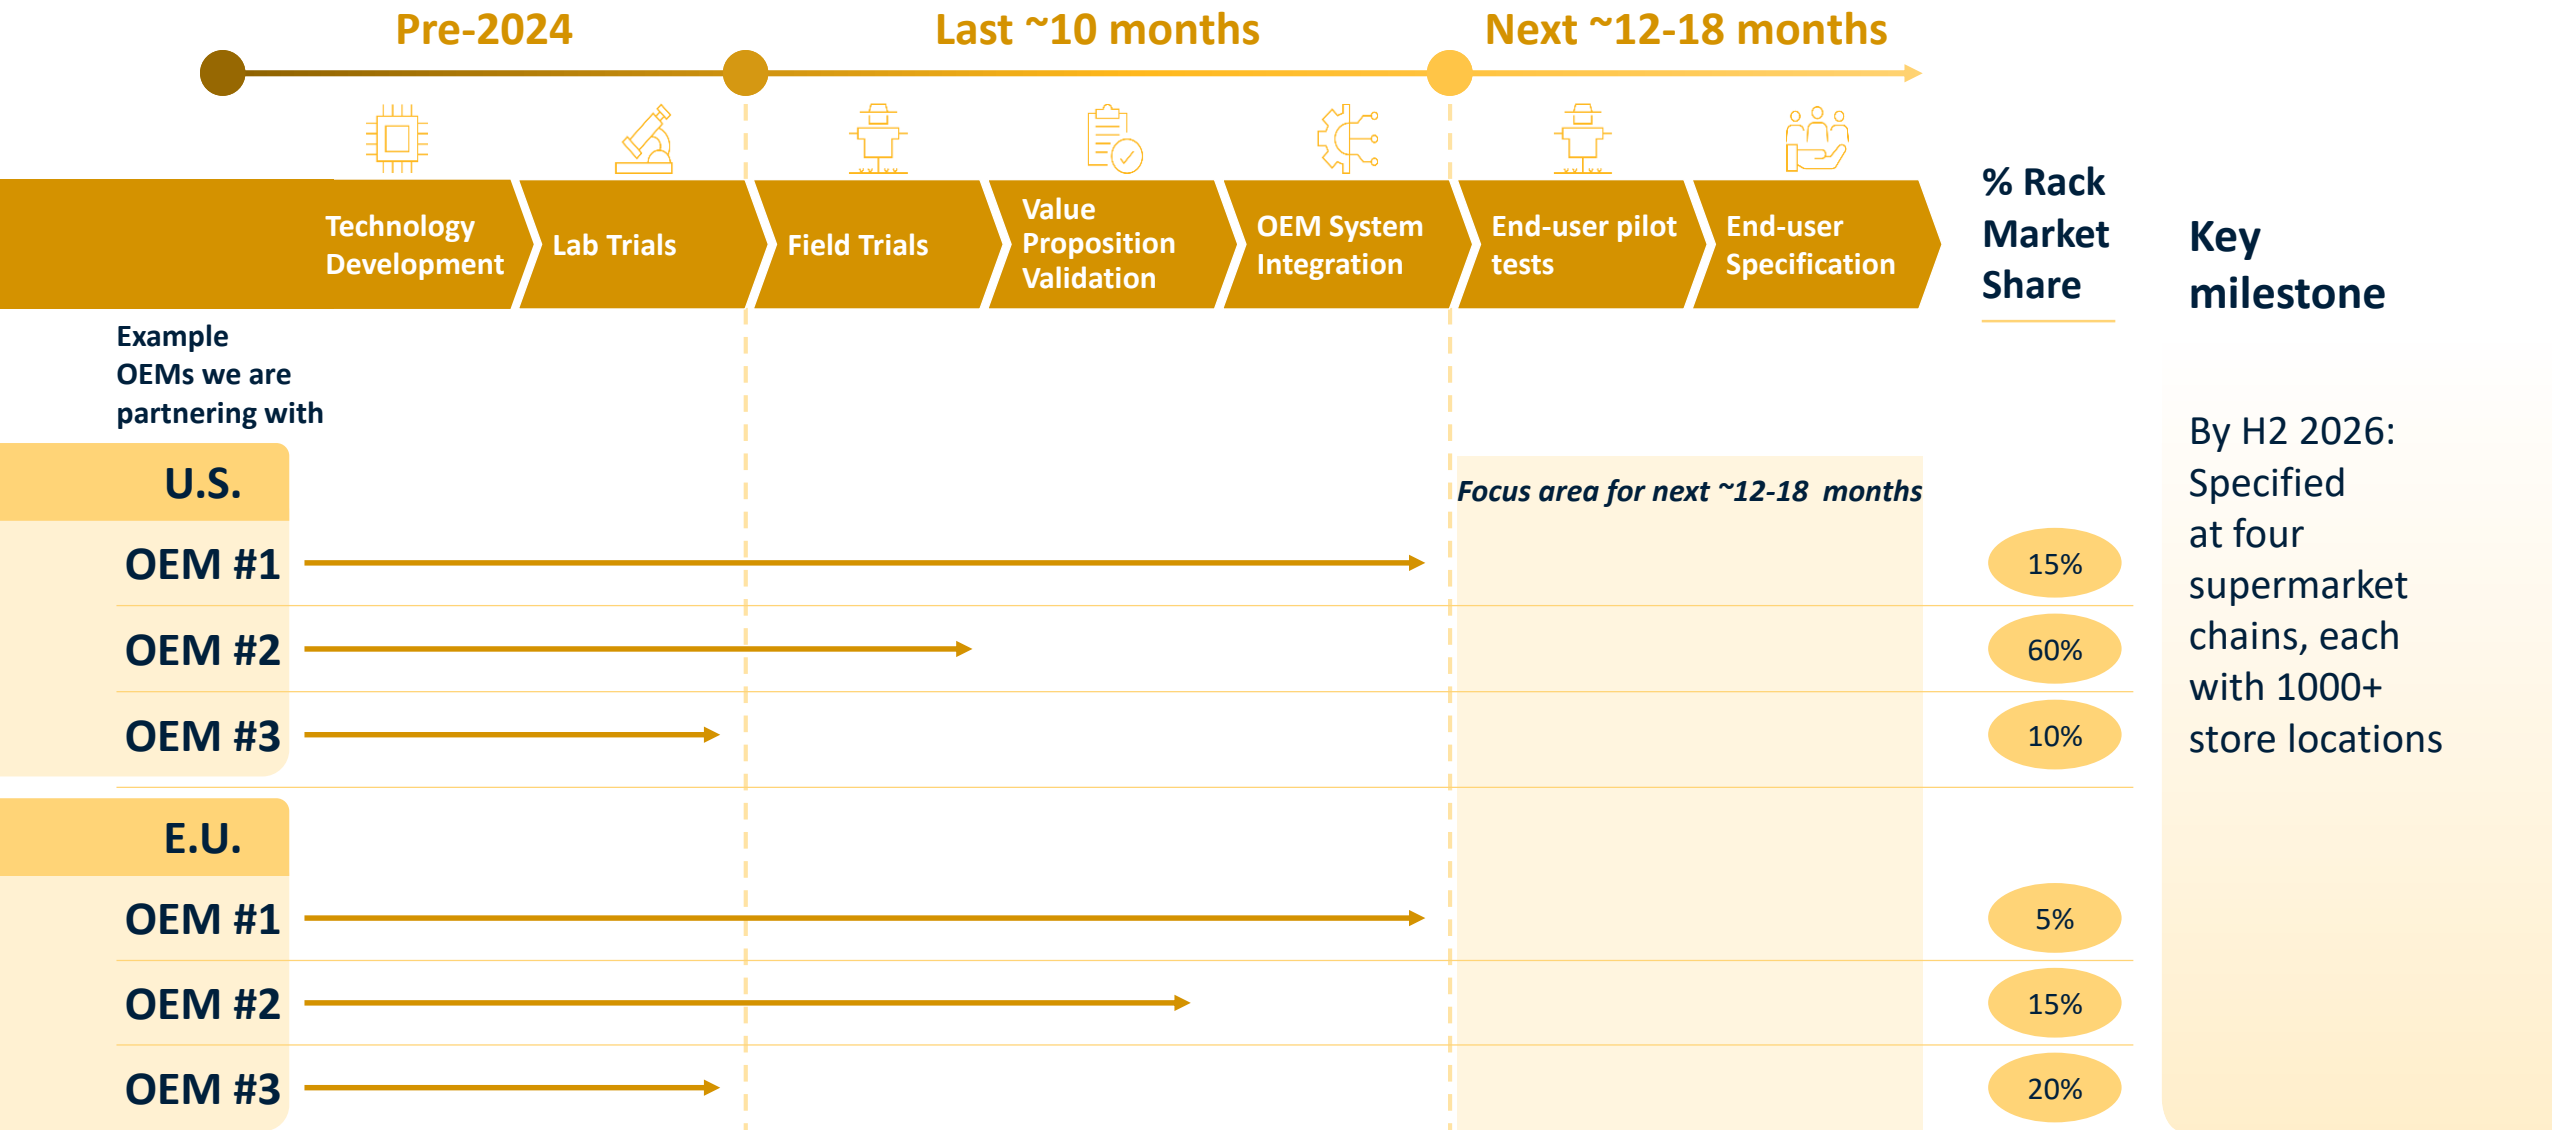 Pre-2024
Last ~10 months
Next ~12-18 months
Technology
Development
Lab Trials
Field Trials
Value
Proposition
Validation
OEM System
Integration
End-user pilot
tests
End-user
Specification
% Rack
Market
Share
Key
milestone
Example
OEMs we are
partnering with
U.S.
Focus area for next ~12-18  months
OEM #1
15%
OEM #2
60%
OEM #3
10%
E.U.
OEM #1
5%
OEM #2
15%
OEM #3
20%
By H2 2026:
Specified
at four
supermarket
chains, each
with 1000+
store locations